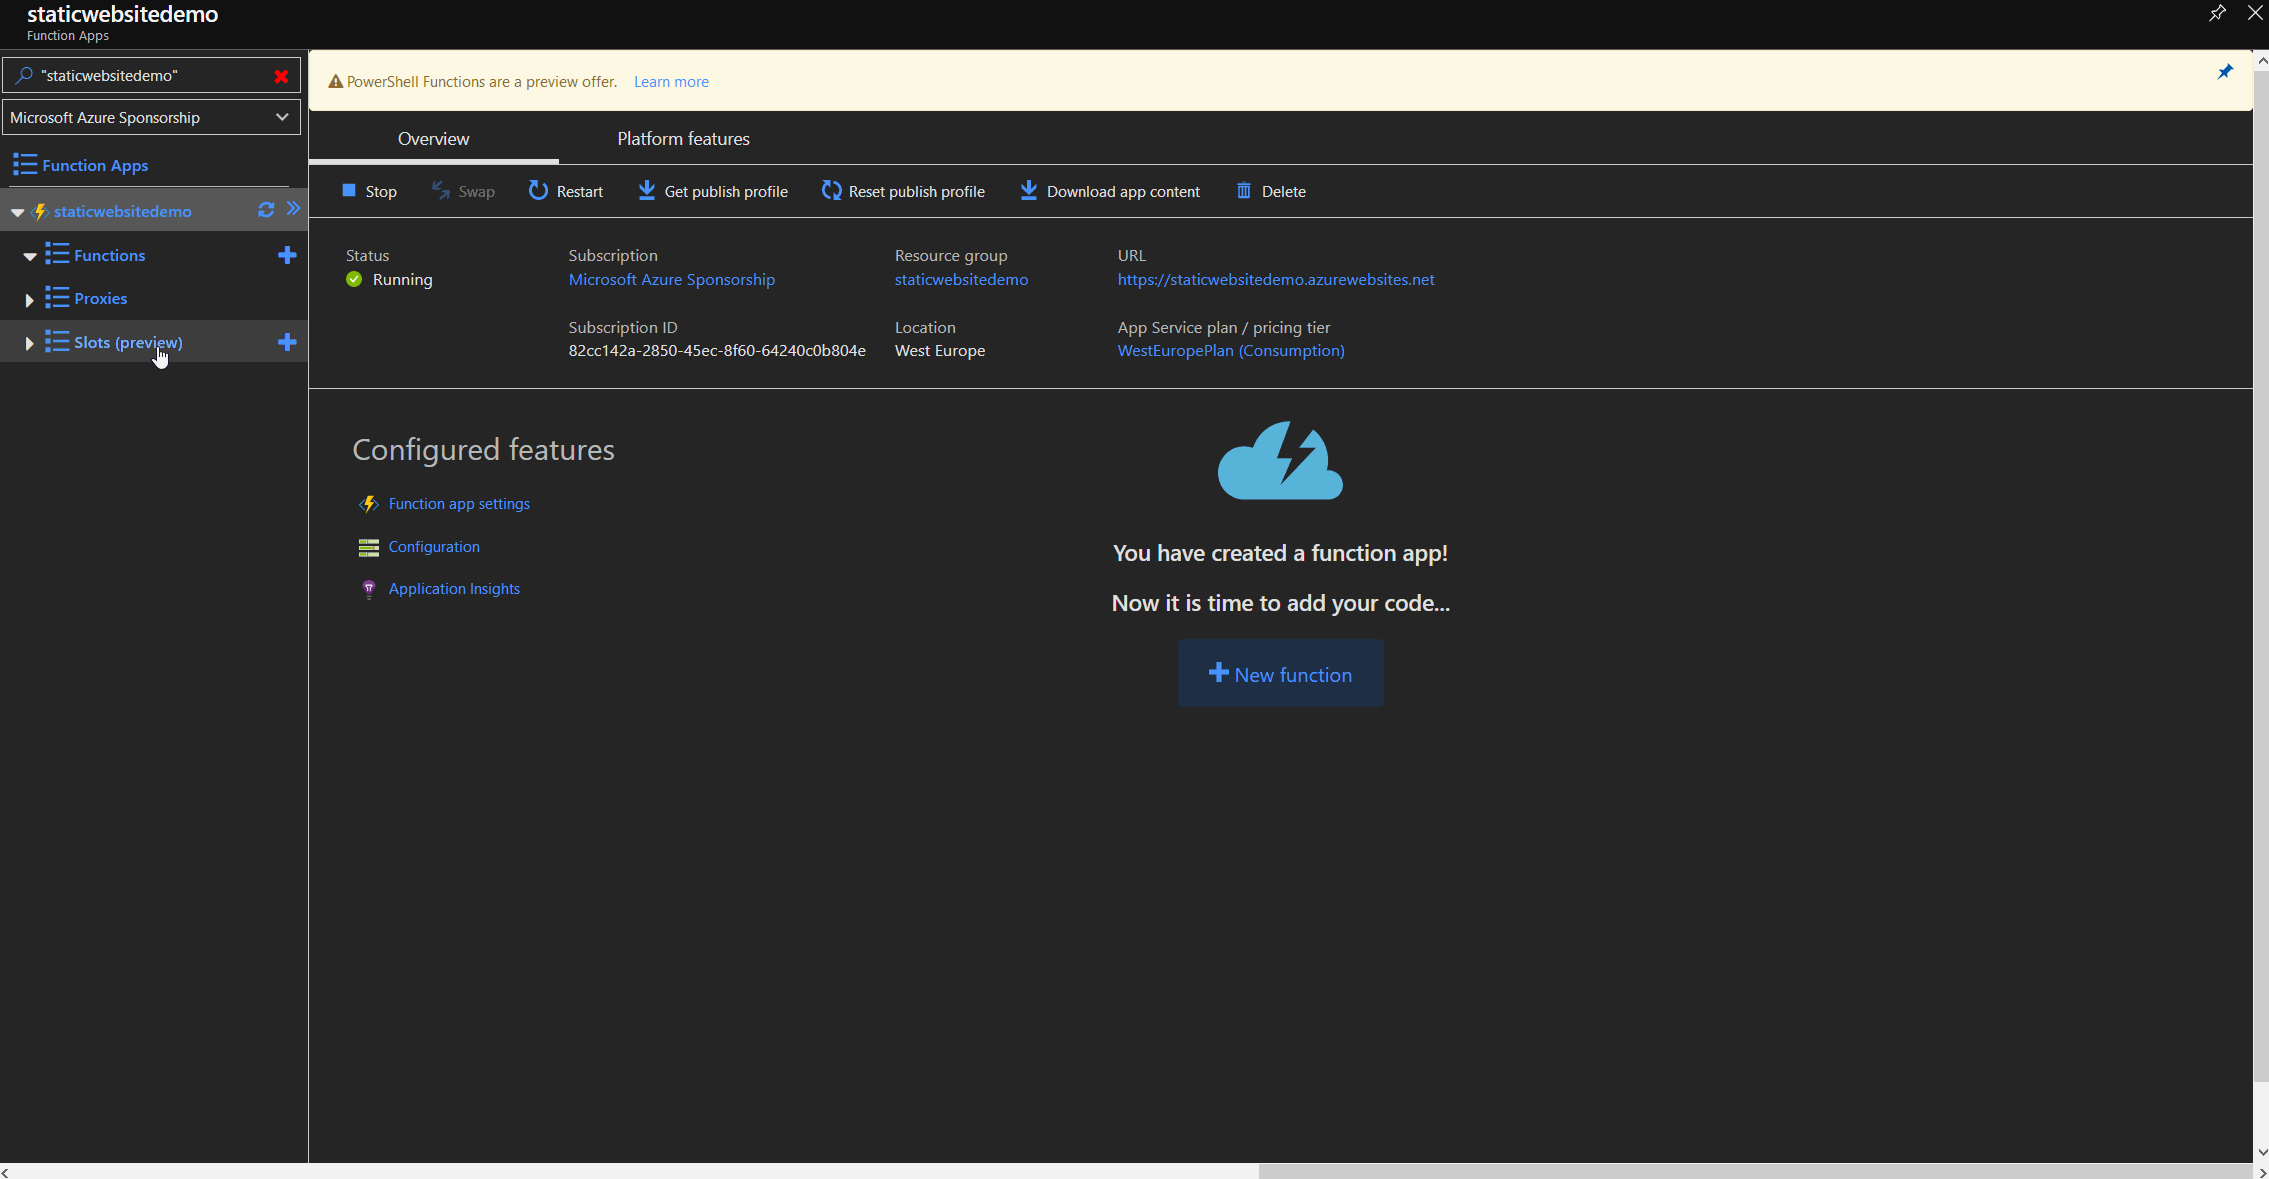 staticwebsitedemo
Function Apps
"staticwebsitedemo"
Microsoft Azure Sponsorship
Function Apps
staticwebsitedemo
Functions
Proxies
Slots (preview)
PowerShell Functions are a preview offer. Learn more
Overview Platform features
Stop Swap Restart Get publish profile Reset publish profile Download app content Delete
Status Subscription Resource group URL
Running Microsoft Azure Sponsorship staticwebsitedemo https://staticwebsitedemo.azurewebsites.net
Subscription ID Location App Service plan / pricing tier
82cc142a-2850-45ec-8f60-64240c0b804e West Europe WestEuropePlan (Consumption)
Configured features
Function app settings
Configuration
Application Insights
You have created a function app!
Now it is time to add your code...
New function